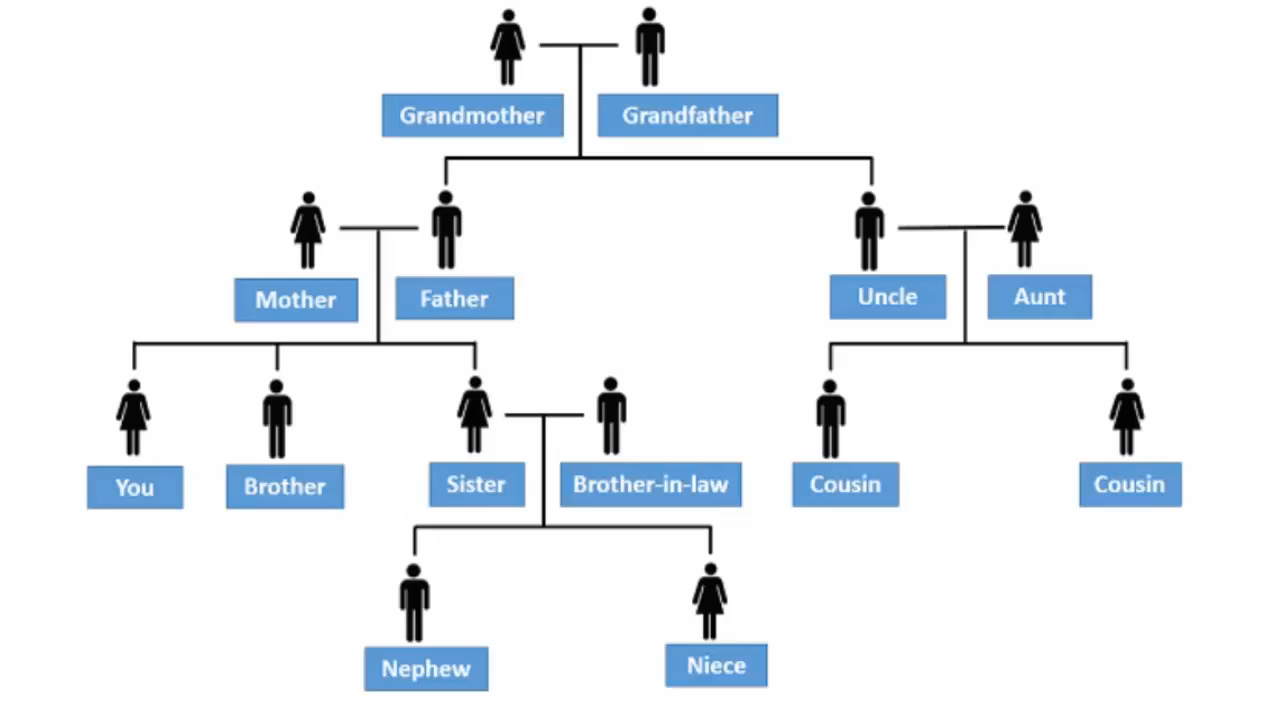 Grandmother
Grandfather
Mother
Father
Uncle
Aunt
You
Brother
Sister
Brother-in-law
Cousin
Cousin
Nephew
Niece